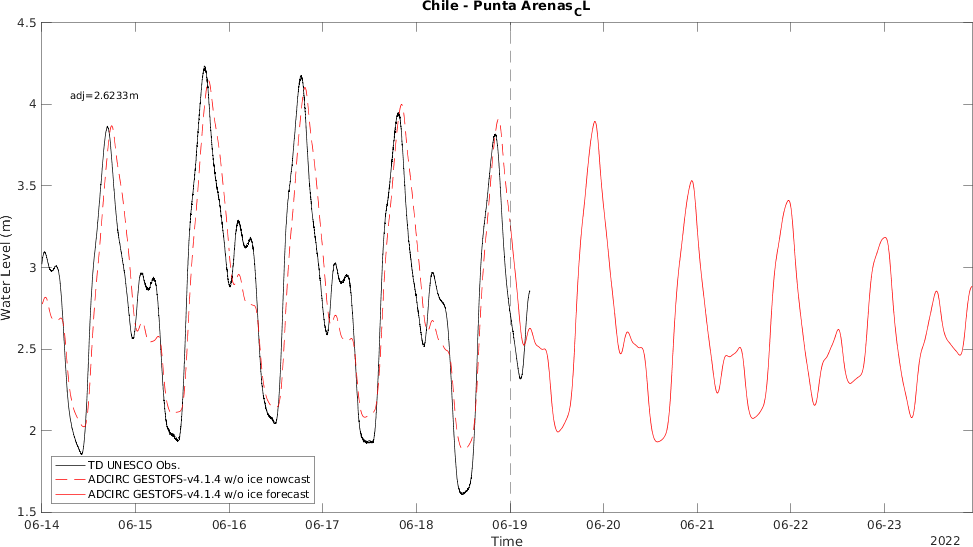 Chile - Punta Arenas_CL
4.5
adj=2.6233m
4
3.5
3
Water Level (m)
2.5
2
TD UNESCO Obs.
ADCIRC GESTOFS-v4.1.4 w/o ice nowcast
ADCIRC GESTOFS-v4.1.4 w/o ice forecast
1.5
06-14 06-15 06-16 06-17 06-18 06-19 06-20 06-21 06-22 06-23
Time
2022